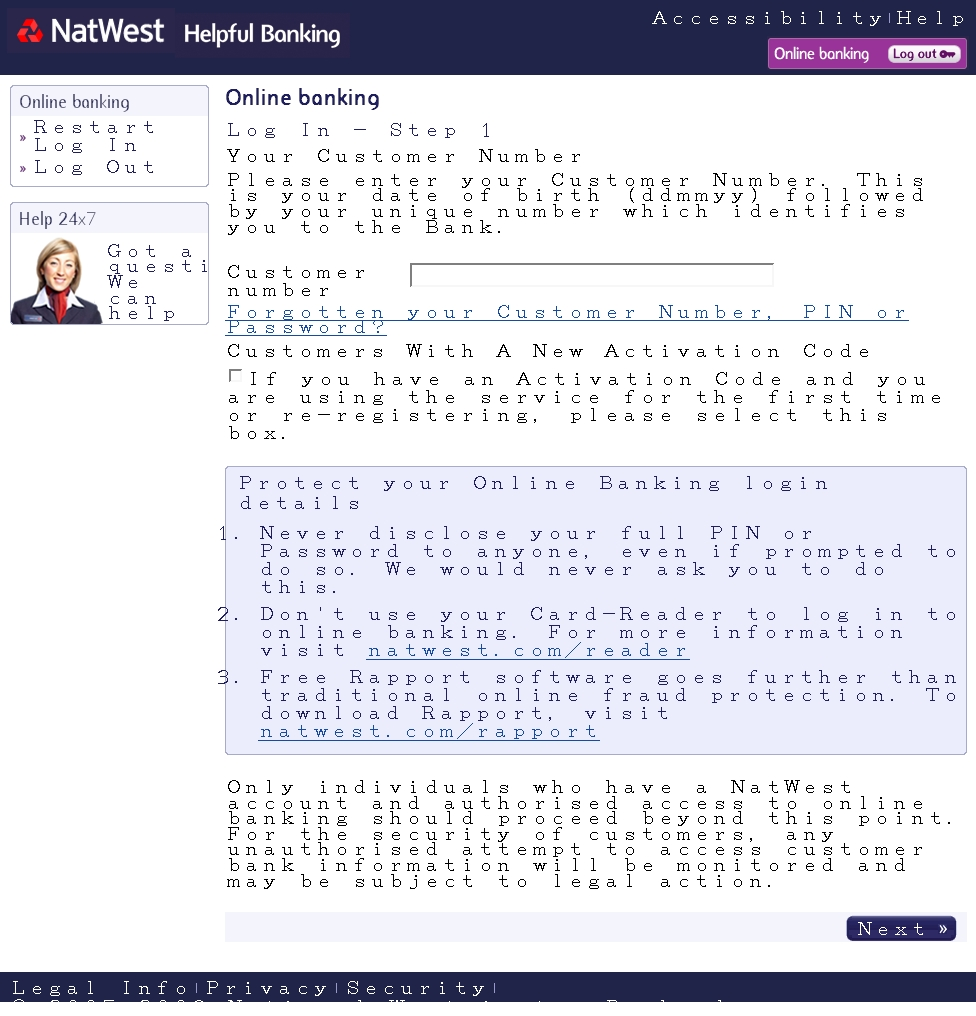 NatWest Helpful Banking
Accessibility|Help
Online banking Log out
Online banking
» Restart
Log In
» Log Out
Help 24x7
Got a
questi
We
can
help
Online banking
Log In - Step 1
Your Customer Number
Please enter your Customer Number. This
is your date of birth (ddmmyy) followed
by your unique number which identifies
you to the Bank.
Customer
number
Forgotten your Customer Number, PIN or
Password?
Customers With A New Activation Code
If you have an Activation Code and you
are using the service for the first time
or re-registering, please select this
box.
Protect your Online Banking login
details
1. Never disclose your full PIN or
Password to anyone, even if prompted to
do so. We would never ask you to do
this.
2. Don't use your Card-Reader to log in to
online banking. For more information
visit natwest.com/reader
3. Free Rapport software goes further than
traditional online fraud protection. To
download Rapport, visit
natwest.com/rapport
Only individuals who have a NatWest
account and authorised access to online
banking should proceed beyond this point.
For the security of customers, any
unauthorised attempt to access customer
bank information will be monitored and
may be subject to legal action.
Next »
Legal Info|Privacy|Security|